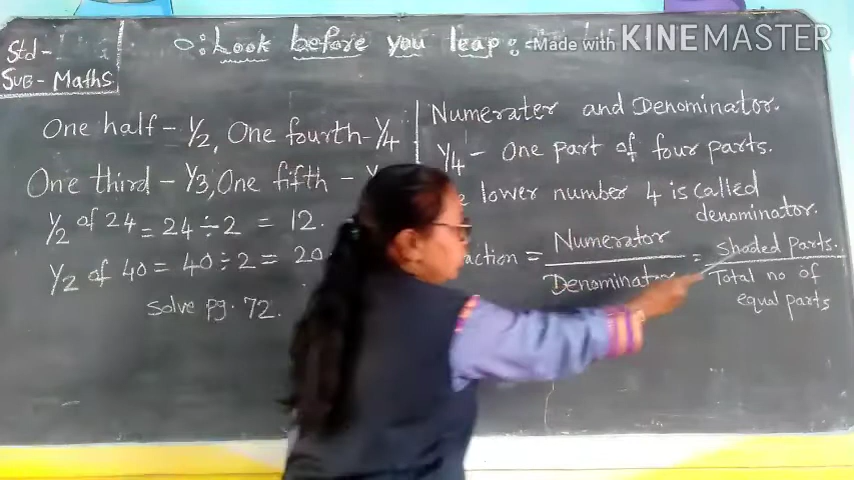 Std-
SUB- Maths
Look before you leap :-
Made with KINEMASTER
One half - 1/2, One fourth - 1/4
One third - 1/3, One fifth -
1/2 of 24 = 24 ÷ 2 = 12.
1/2 of 40 = 40 ÷ 2 = 20
Solve pg. 72.
Numerater and Denominator.
1/4 - One part of four parts.
lower number 4 is called
denominator.
action = Numerator / Denominator = Shaded parts. / Total no of
equal parts